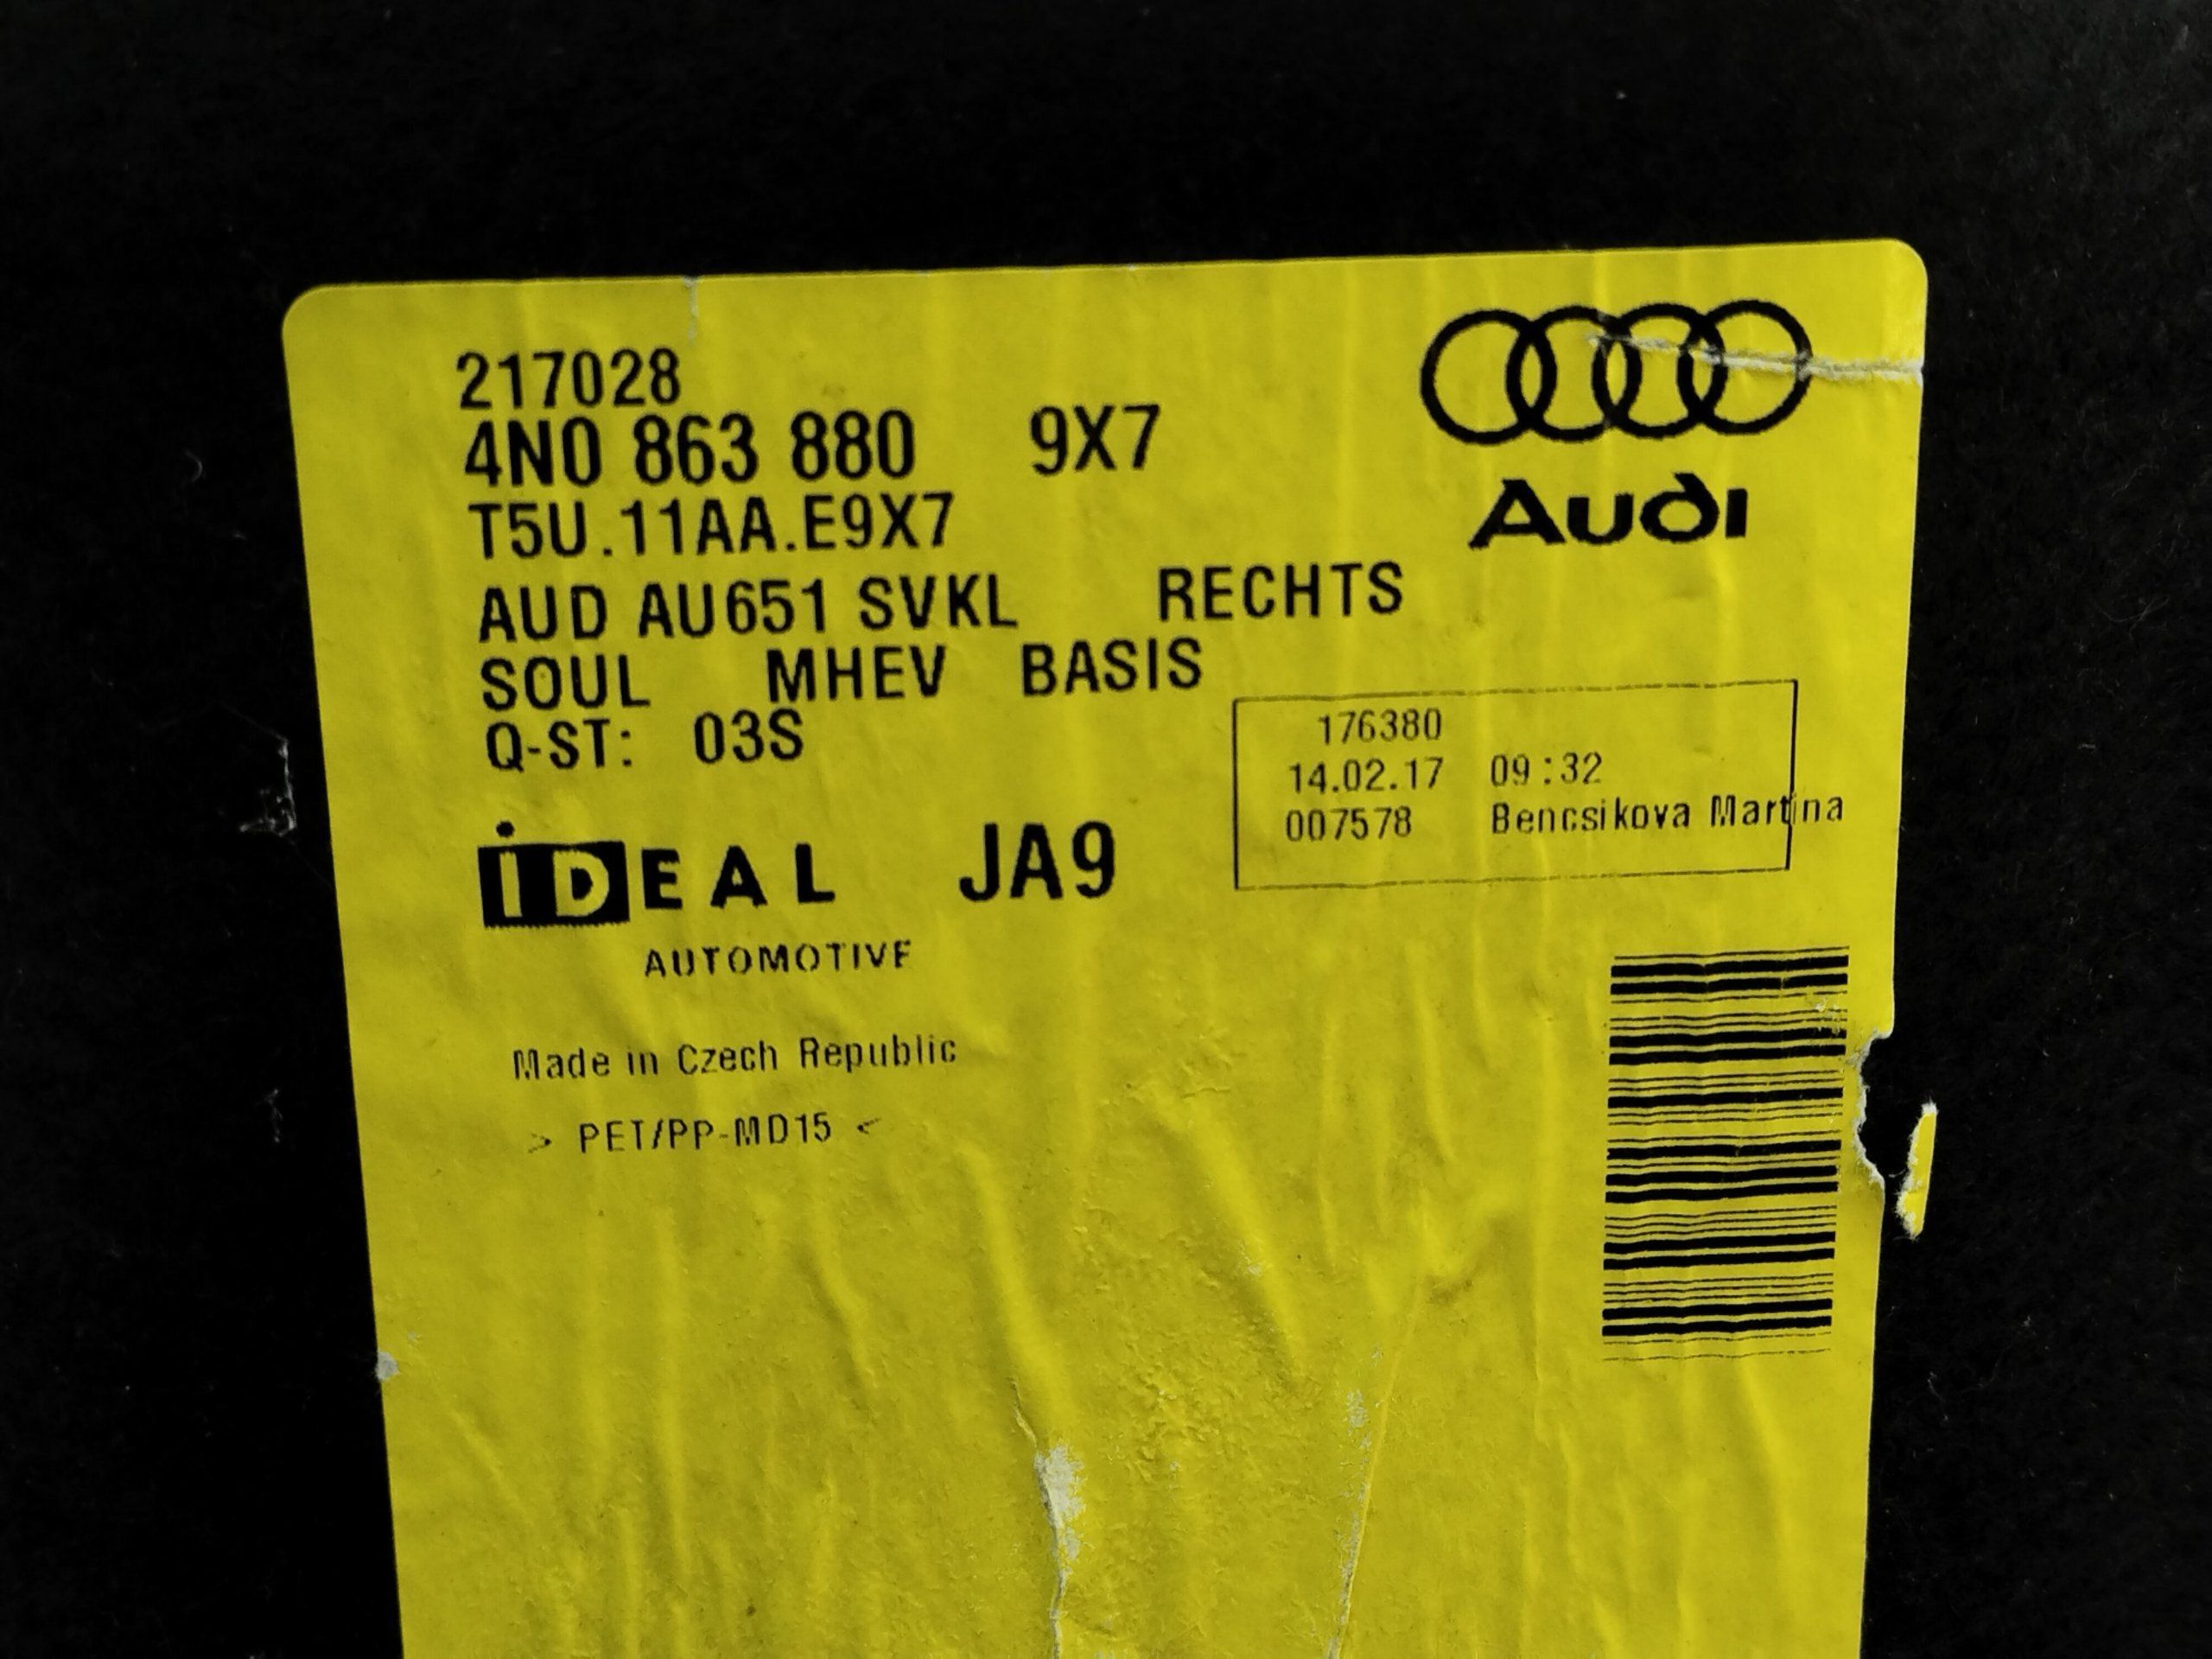 217028
4N0 863 880 9X7
T5U.11AA.E9X7
Audi
AUD AU651 SVKL RECHTS
SOUL MHEV BASIS
Q-ST: 03S
176380
14.02.17 09:32
007578 Bencsikova Martina
iDEAL JA9
AUTOMOTIVE
Made in Czech Republic
> PET/PP-MD15 <